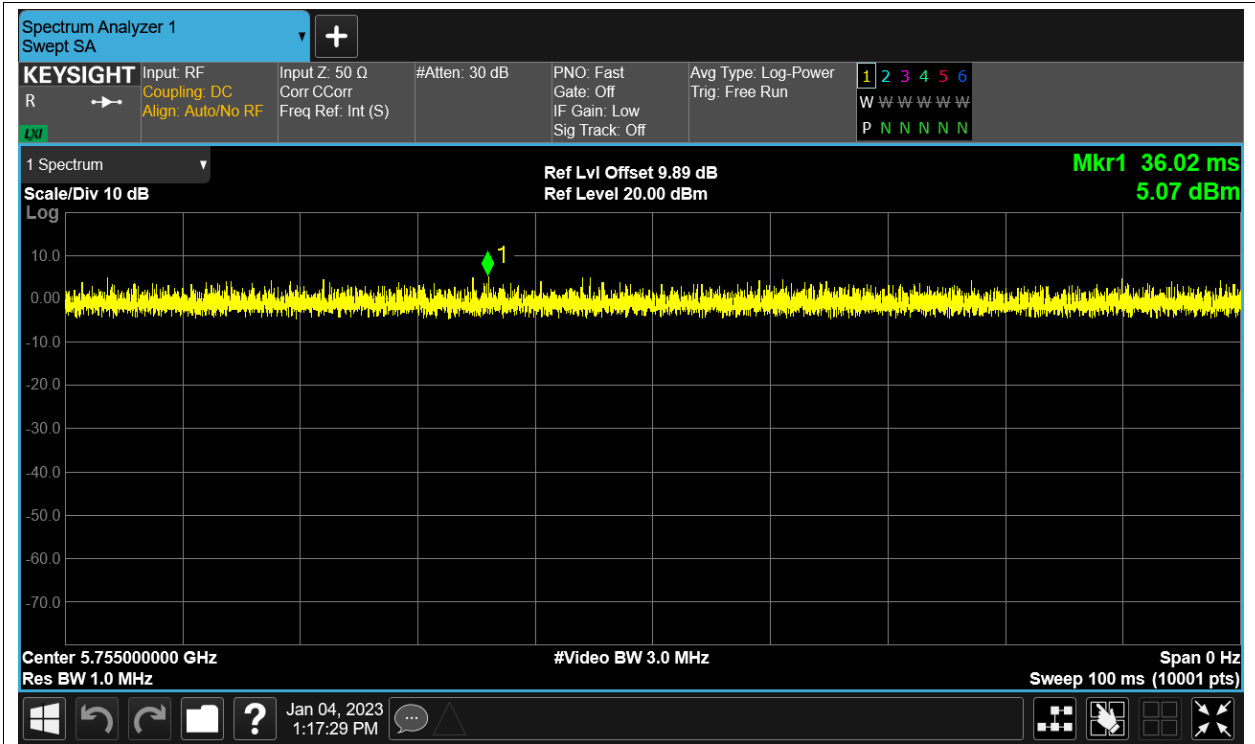 Spectrum Analyzer 1
Swept SA
+
KEYSIGHT
R
LXI
Input: RF
Coupling: DC
Align: Auto/No RF
Input Z: 50 Ω
Corr CCorr
Freq Ref: Int (S)
#Atten: 30 dB
PNO: Fast
Gate: Off
IF Gain: Low
Sig Track: Off
Avg Type: Log-Power
Trig: Free Run
1 2 3 4 5 6
W W W W W W
P N N N N N
1 Spectrum
Scale/Div 10 dB
Log
Ref Lvl Offset 9.89 dB
Ref Level 20.00 dBm
Mkr1 36.02 ms
5.07 dBm
1
10.0
0.00
-10.0
-20.0
-30.0
-40.0
-50.0
-60.0
-70.0
Center 5.755000000 GHz
Res BW 1.0 MHz
#Video BW 3.0 MHz
Span 0 Hz
Sweep 100 ms (10001 pts)
?
Jan 04, 2023
1:17:29 PM